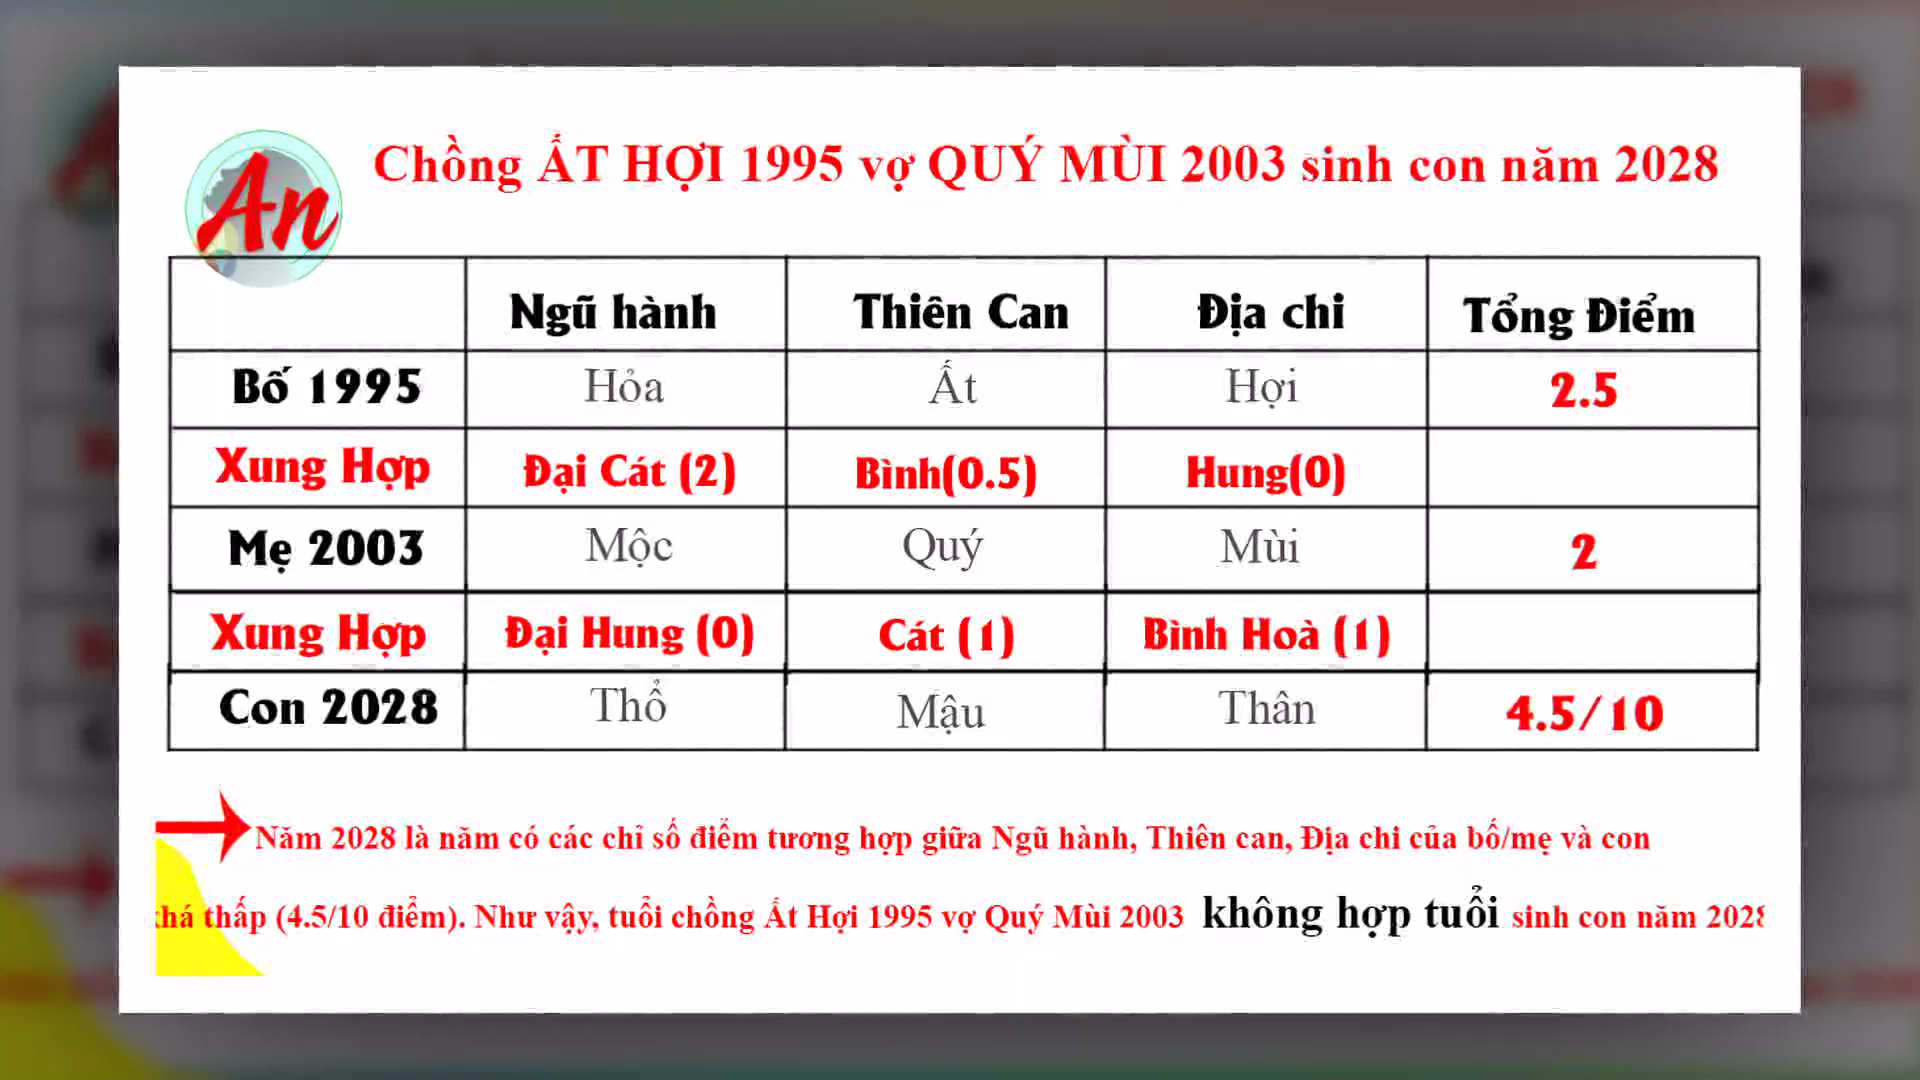 An
Chồng ẤT HỢI 1995 vợ QUÝ MÙI 2003 sinh con năm 2028
Ngũ hành Thiên Can Địa chi Tổng Điểm
Bố 1995 Hỏa Ất Hợi 2.5
Xung Hợp Đại Cát (2) Bình(0.5) Hung(0)
Mẹ 2003 Mộc Quý Mùi 2
Xung Hợp Đại Hung (0) Cát (1) Bình Hoà (1)
Con 2028 Thổ Mậu Thân 4.5/10
Năm 2028 là năm có các chỉ số điểm tương hợp giữa Ngũ hành, Thiên can, Địa chi của bố/mẹ và con
khá thấp (4.5/10 điểm). Như vậy, tuổi chồng Ất Hợi 1995 vợ Quý Mùi 2003 không hợp tuổi sinh con năm 2028